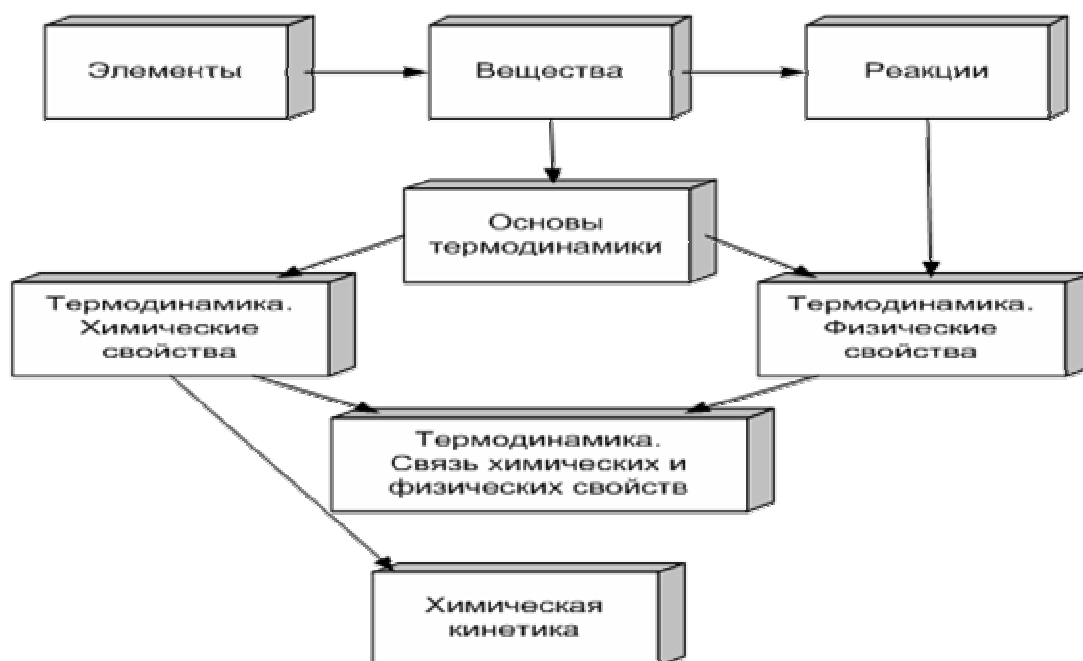 Элементы
Вещества
Реакции
Основы
термодинамики
Термодинамика.
Химические
свойства
Термодинамика.
Физические
свойства
Термодинамика.
Связь химических и
физических свойств
Химическая
кинетика